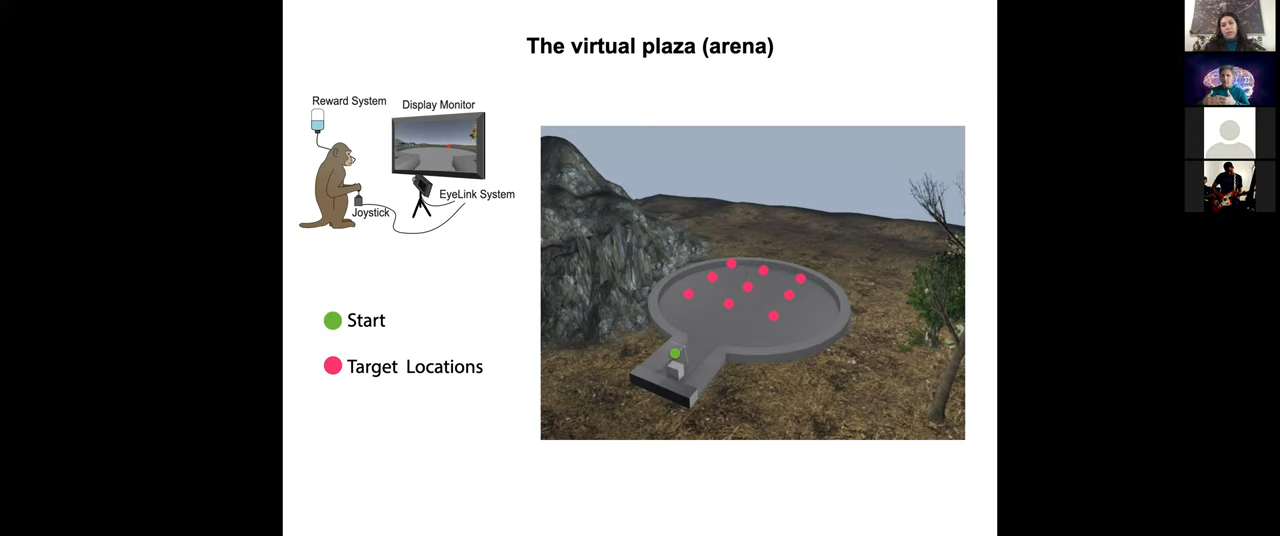 The virtual plaza (arena)
Reward System
Display Monitor
EyeLink System
Joystick
Start
Target Locations